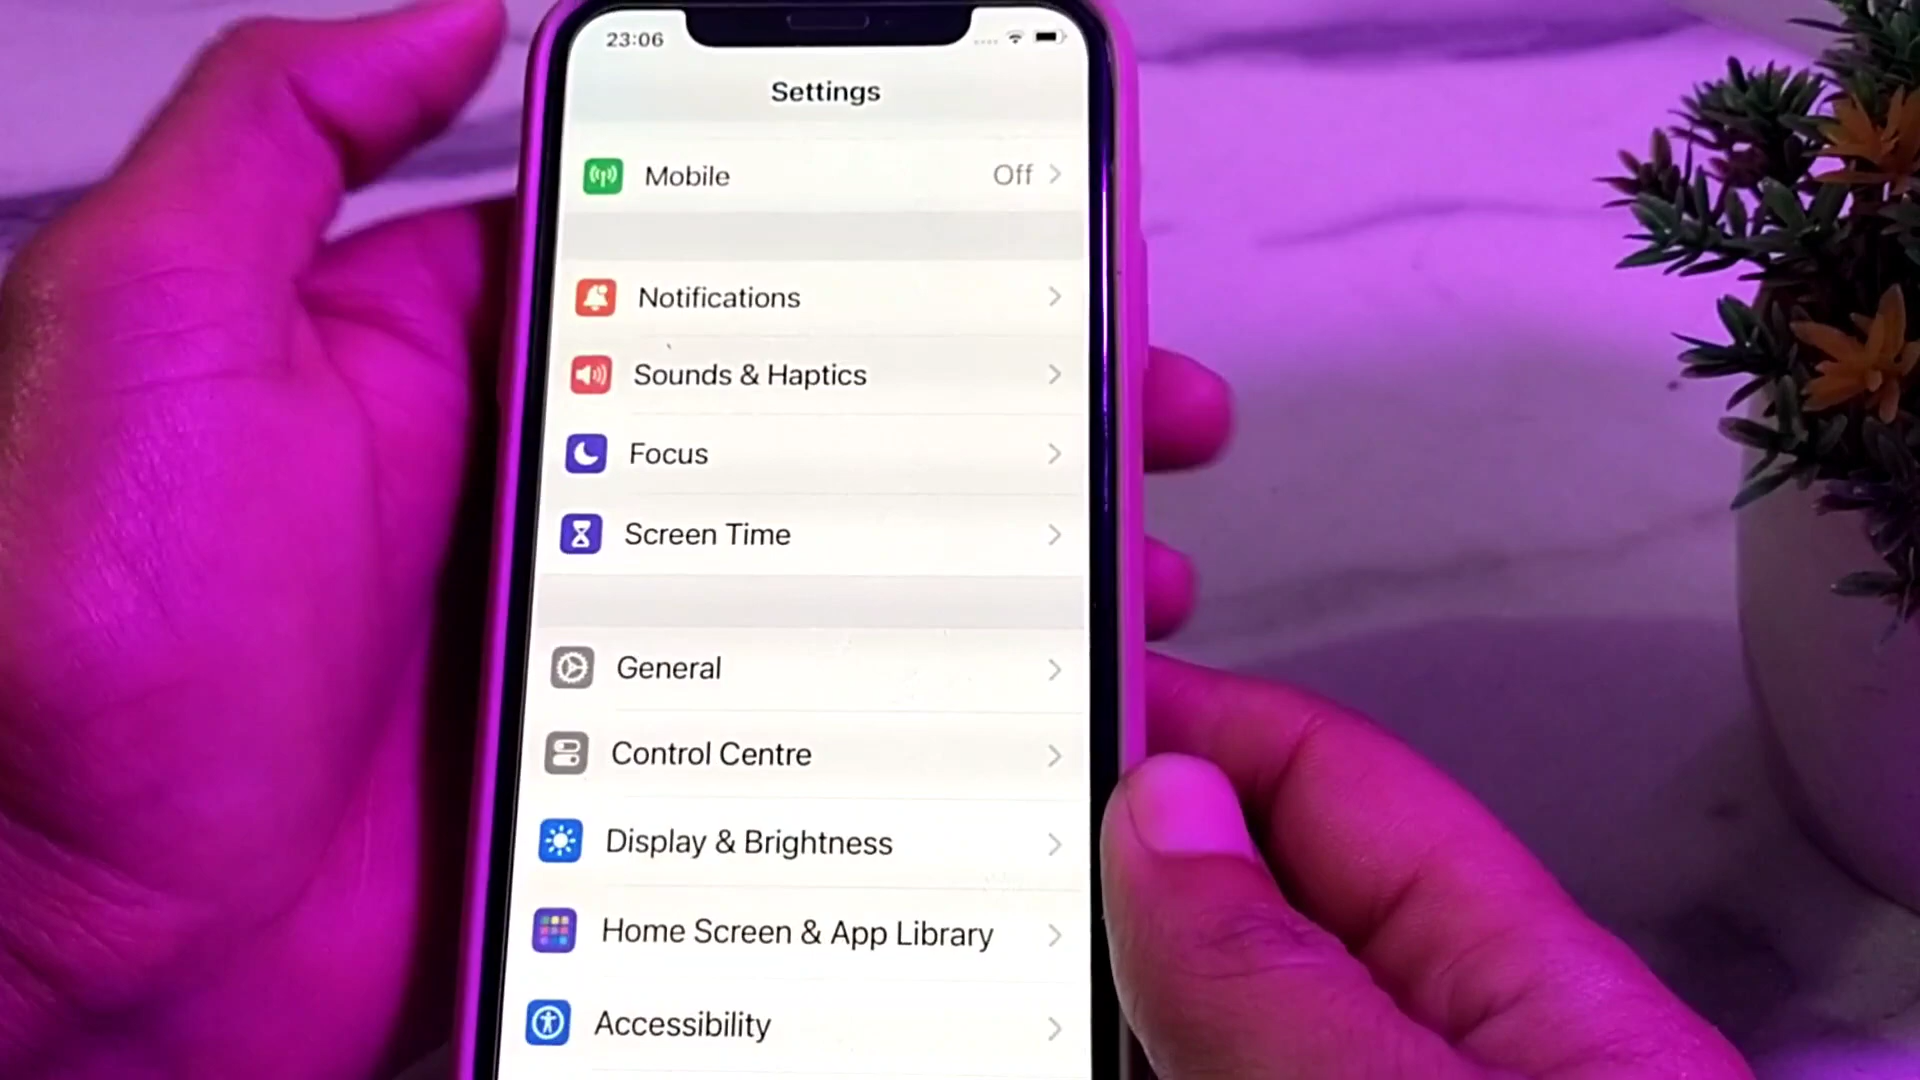 23:06
Settings
Mobile Off
Notifications
Sounds & Haptics
Focus
Screen Time
General
Control Centre
Display & Brightness
Home Screen & App Library
Accessibility